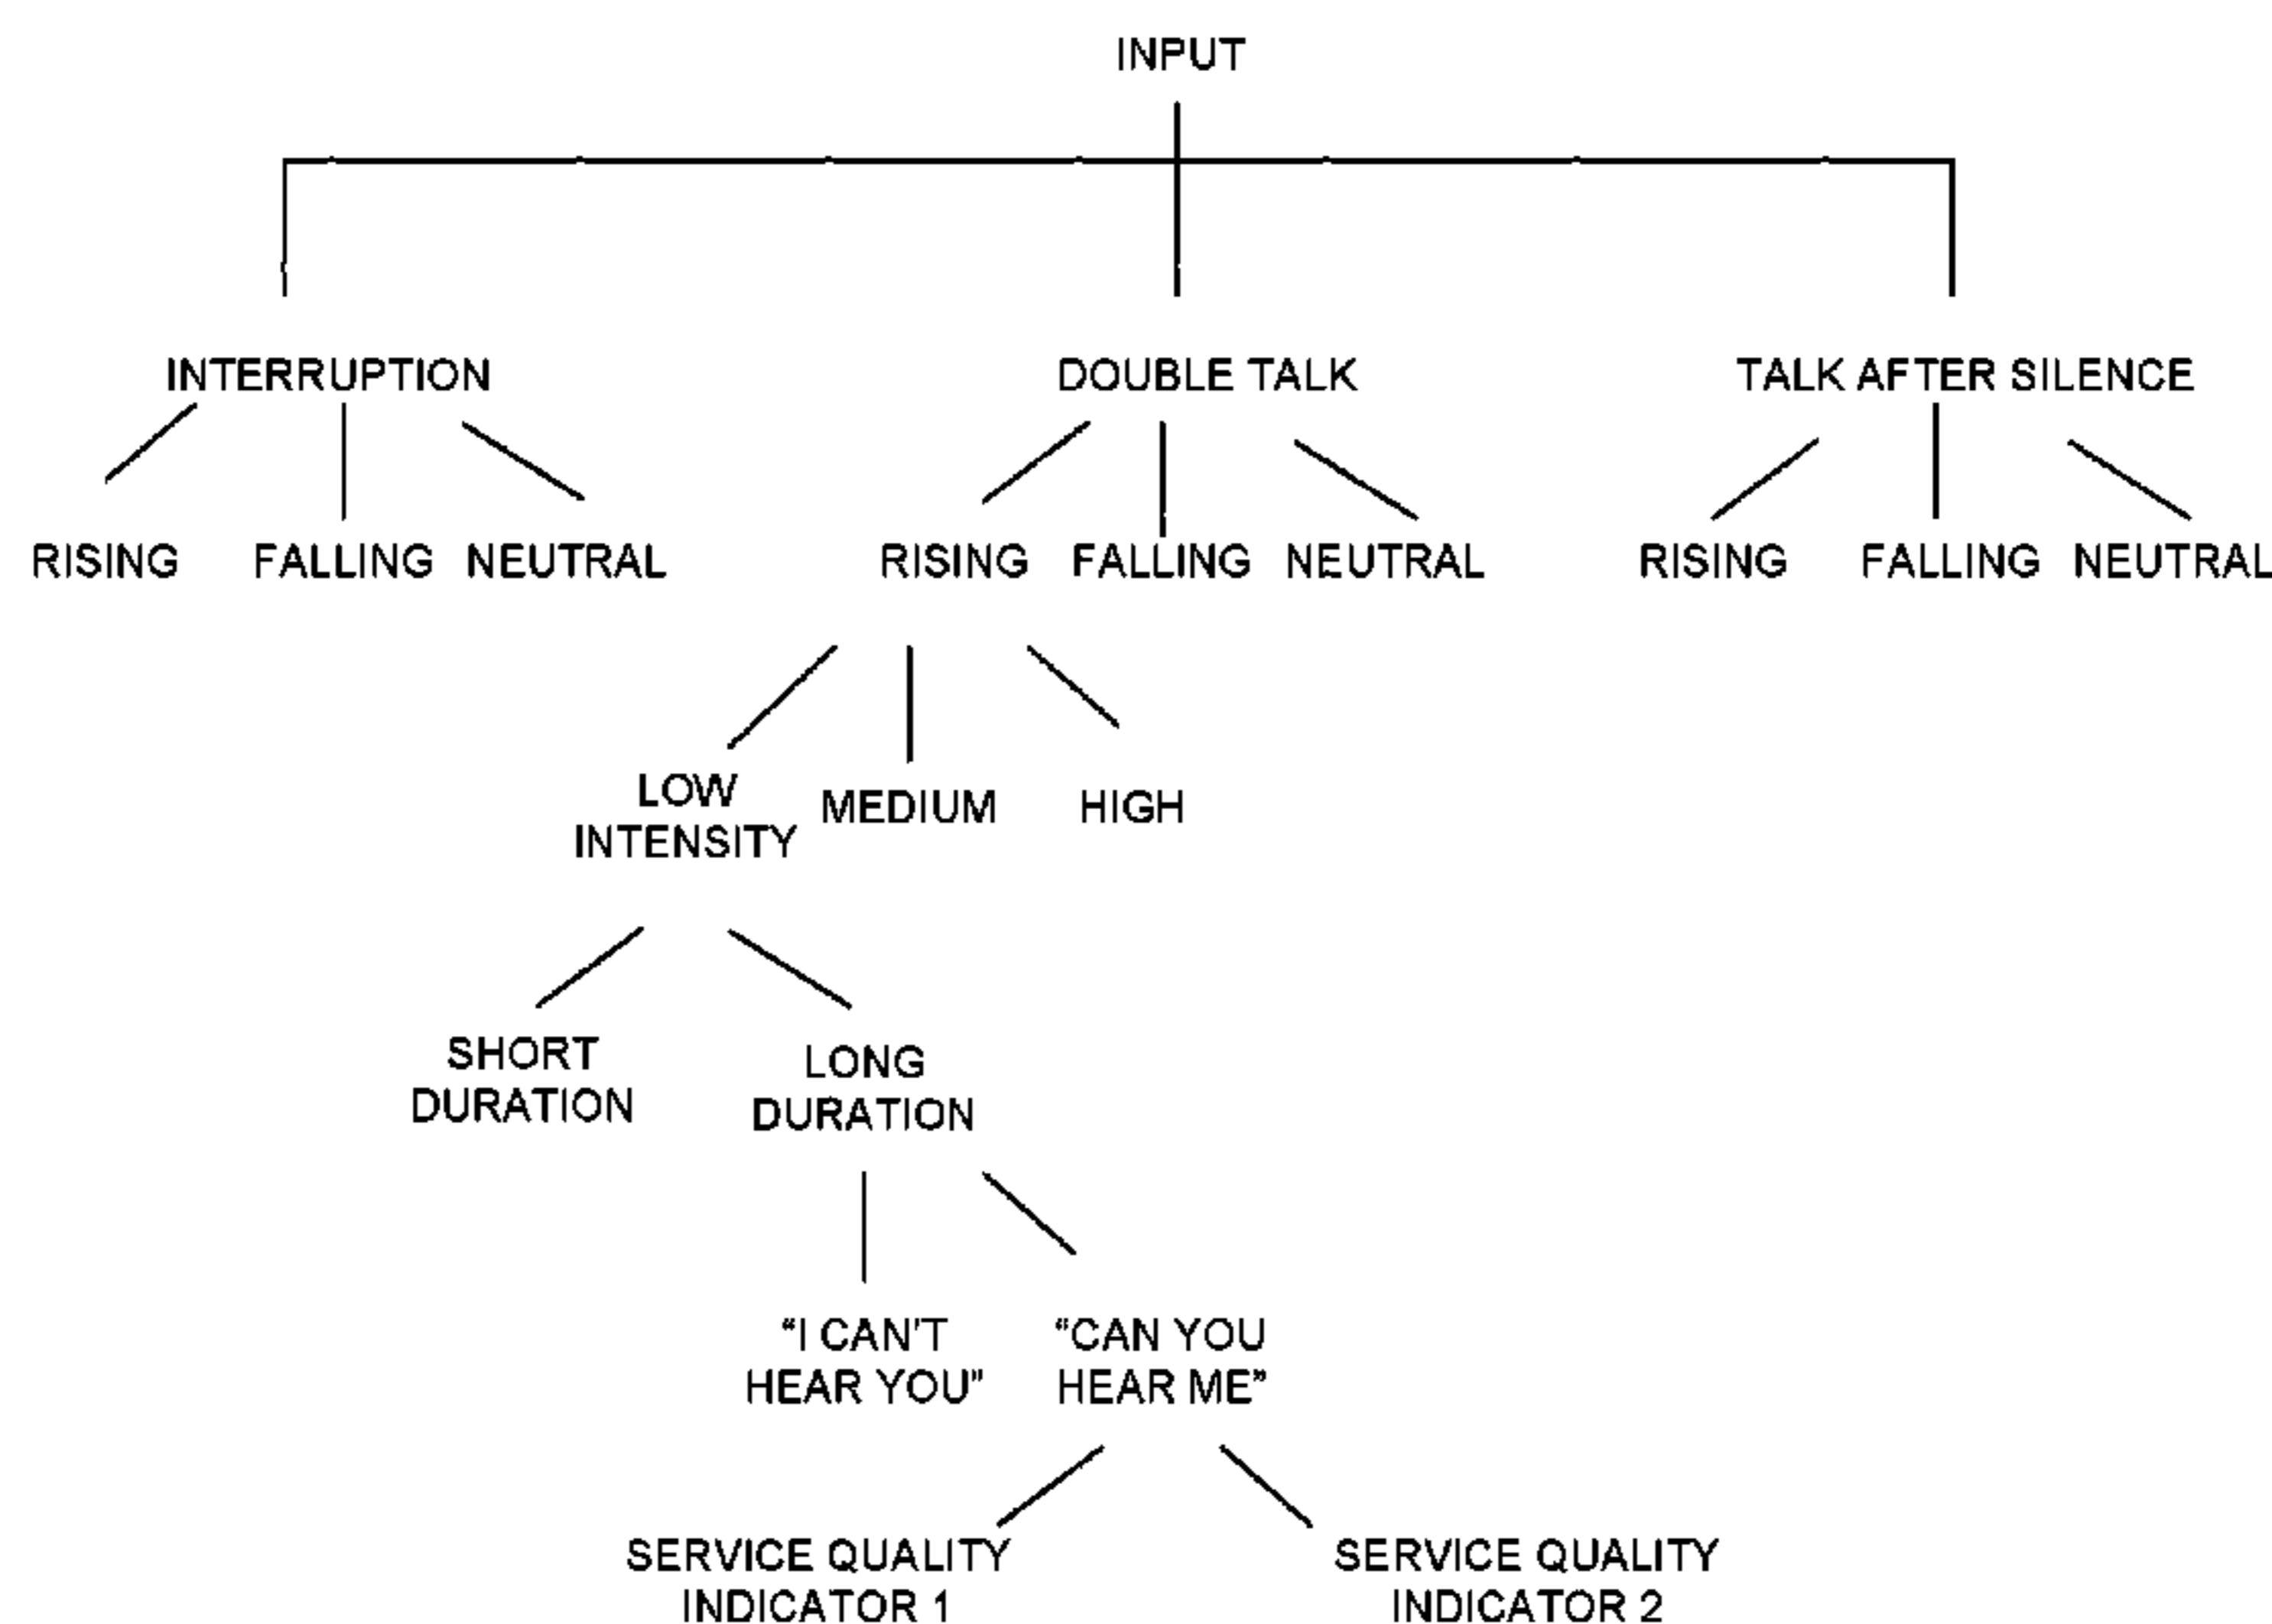 INPUT
INTERRUPTION
DOUBLE TALK
TALK AFTER SILENCE
RISING
FALLING
NEUTRAL
RISING
FALLING
NEUTRAL
RISING
FALLING
NEUTRAL
LOW
INTENSITY
MEDIUM
HIGH
SHORT
DURATION
LONG
DURATION
“I CAN'T
HEAR YOU”
“CAN YOU
HEAR ME”
SERVICE QUALITY
INDICATOR 1
SERVICE QUALITY
INDICATOR 2